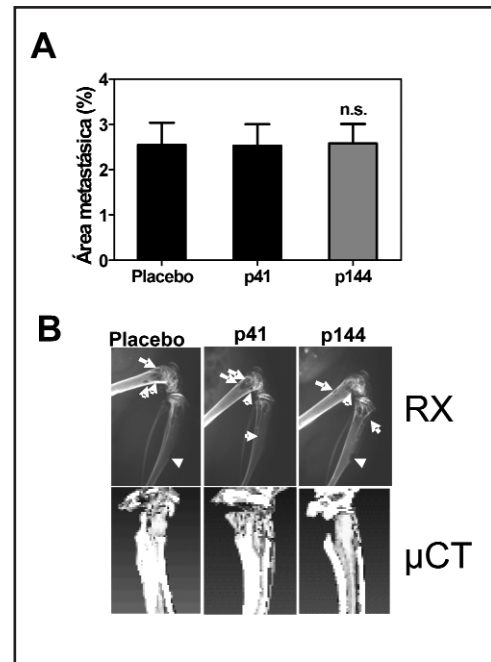 A
Área metastásica (%)
4
3
2
1
0
n.s.
Placebo p41 p144
B
Placebo p41 p144
RX
µCT